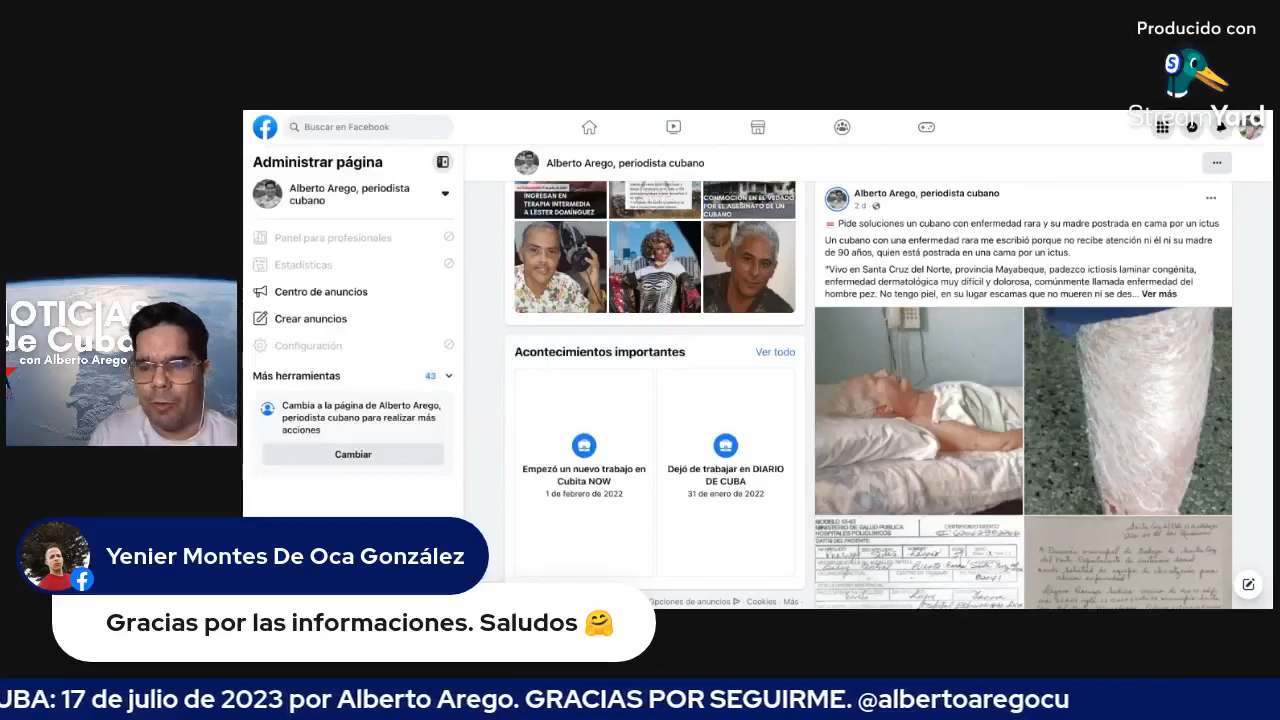 Producido con
StreamYard
Buscar en Facebook
Administrar página
Alberto Arego, periodista
cubano
Panel para profesionales
Estadísticas
Centro de anuncios
Crear anuncios
Configuración
Más herramientas
43
Cambia a la página de Alberto Arego,
periodista cubano para realizar más
acciones
Cambiar
Alberto Arego, periodista cubano
INGRESAN EN
TERAPIA INTERMEDIA
A LESTER DOMÍNGUEZ
CONMOCIÓN EN EL VEDADO
POR EL ASESINATO DE UN
CUBANO
Acontecimientos importantes
Ver todo
Empezó un nuevo trabajo en
Cubita NOW
1 de febrero de 2022
Dejó de trabajar en DIARIO
DE CUBA
31 de enero de 2022
Opciones de anuncios
· Cookies · Más ·
Alberto Arego, periodista cubano
2 d ·
Pide soluciones un cubano con enfermedad rara y su madre postrada en cama por un ictus
Un cubano con una enfermedad rara me escribió porque no recibe atención ni él ni su madre
de 90 años, quien está postrada en una cama por un ictus.
"Vivo en Santa Cruz del Norte, provincia Mayabeque, padezco ictiosis laminar congénita,
enfermedad dermatológica muy difícil y dolorosa, comúnmente llamada enfermedad del
hombre pez. No tengo piel, en su lugar escamas que no mueren ni se des... Ver más
MODELO 53-63
MINISTERIO DE SALUD PUBLICA
HOSPITALES POLICLINICOS
CERTIFICADO MEDICO
DATOS DEL PACIENTE
OTICIAS
de Cuba
con Alberto Arego
Yenier Montes De Oca González
Gracias por las informaciones. Saludos 🤗
UBA: 17 de julio de 2023 por Alberto Arego. GRACIAS POR SEGUIRME. @albertoaregocu